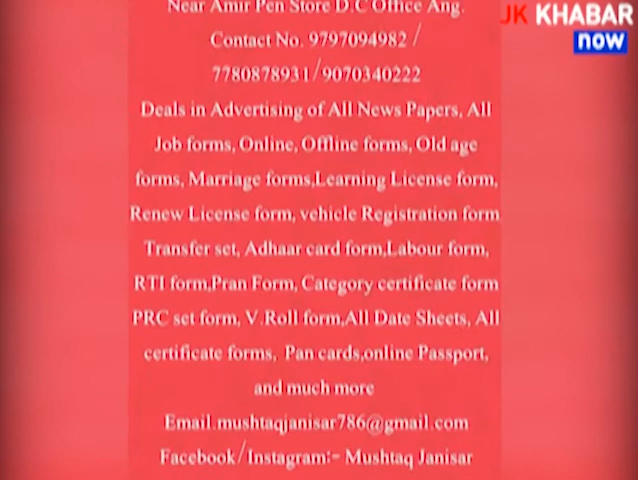 Near Amir Pen Store D.C Office Ang.
JK KHABAR
now
Contact No. 9797094982 /
7780878931/9070340222
Deals in Advertising of All News Papers, All
Job forms, Online, Offline forms, Old age
forms, Marriage forms,Learning License form,
Renew License form, vehicle Registration form
Transfer set, Adhaar card form,Labour form,
RTI form,Pran Form, Category certificate form
PRC set form, V.Roll form,All Date Sheets, All
certificate forms, Pan cards,online Passport,
and much more
Email.mushtaqjanisar786@gmail.com
Facebook/Instagram:- Mushtaq Janisar